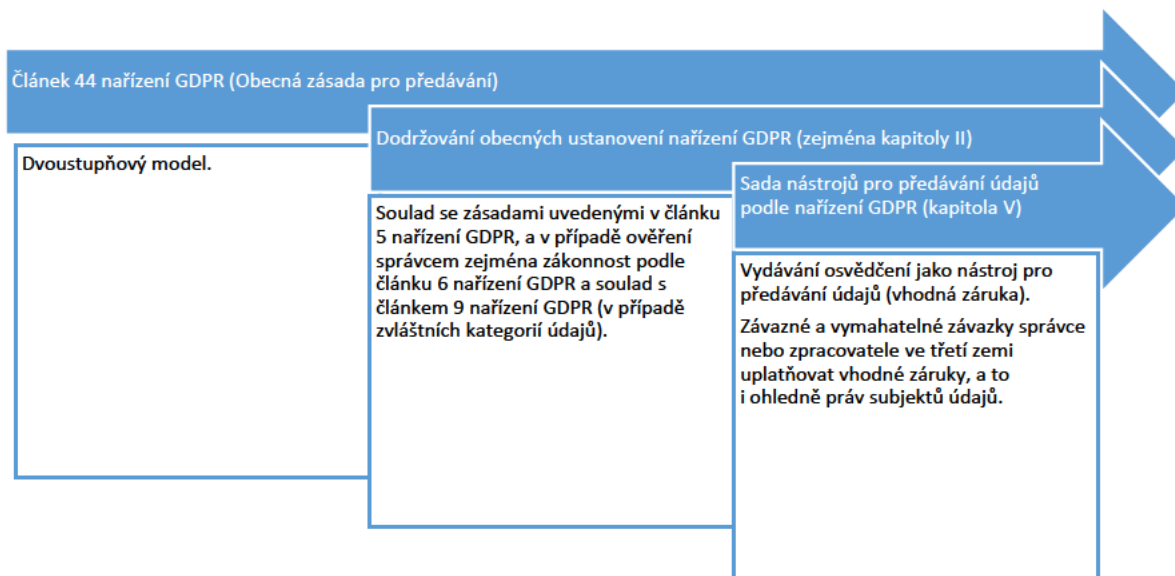 Článek 44 nařízení GDPR (Obecná zásada pro předávání)
Dvoustupňový model.
Dodržování obecných ustanovení nařízení GDPR (zejména kapitoly II)
Soulad se zásadami uvedenými v článku
5 nařízení GDPR, a v případě ověření
správcem zejména zákonnost podle
článku 6 nařízení GDPR a soulad s
článkem 9 nařízení GDPR (v případě
zvláštních kategorií údajů).
Sada nástrojů pro předávání údajů
podle nařízení GDPR (kapitola V)
Vydávání osvědčení jako nástroj pro
předávání údajů (vhodná záruka).
Závazné a vymahatelné závazky správce
nebo zpracovatele ve třetí zemi
uplatňovat vhodné záruky, a to
i ohledně práv subjektů údajů.